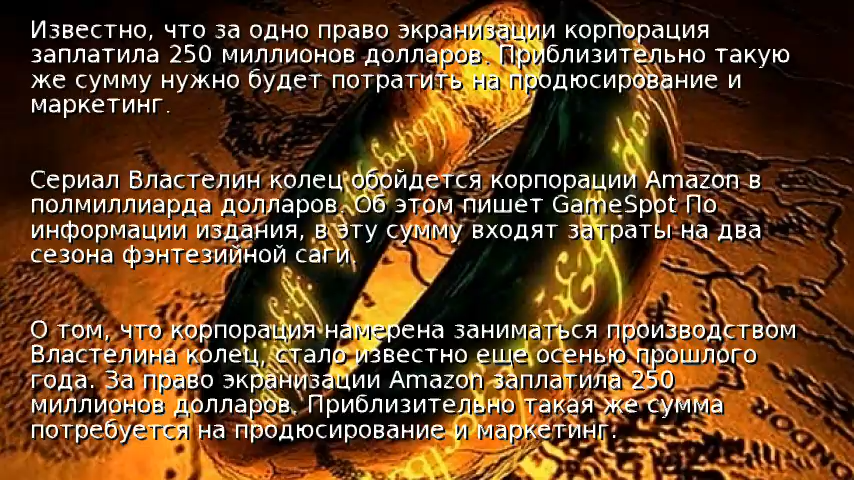 Известно, что за одно право экранизации корпорация
заплатила 250 миллионов долларов. Приблизительно такую
же сумму нужно будет потратить на продюсирование и
маркетинг.
Сериал Властелин колец обойдется корпорации Amazon в
полмиллиарда долларов. Об этом пишет GameSpot По
информации издания, в эту сумму входят затраты на два
сезона фэнтезийной саги.
О том, что корпорация намерена заниматься производством
Властелина колец, стало известно еще осенью прошлого
года. За право экранизации Amazon заплатила 250
миллионов долларов. Приблизительно такая же сумма
потребуется на продюсирование и маркетинг.